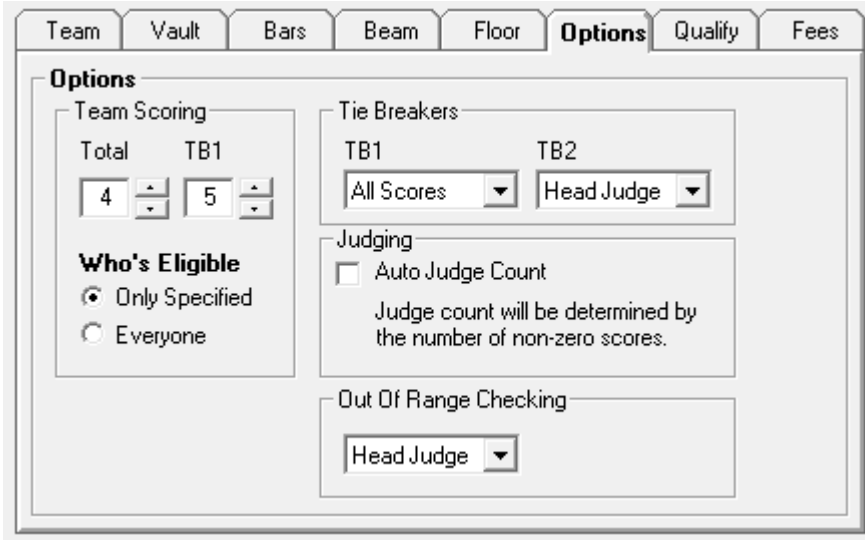 Team Vault Bars Beam Floor Options Qualify Fees
Options
Team Scoring
Total TB1
4 5
Who's Eligible
Only Specified
Everyone
Tie Breakers
TB1 TB2
All Scores Head Judge
Judging
Auto Judge Count
Judge count will be determined by
the number of non-zero scores.
Out Of Range Checking
Head Judge